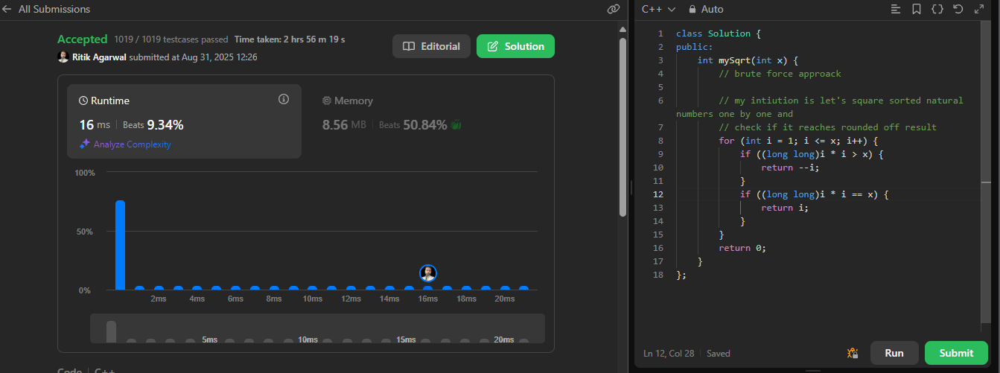 All Submissions
Accepted 1019 / 1019 testcases passed Time taken: 2 hrs 56 m 19 s
Ritik Agarwal submitted at Aug 31, 2025 12:26
Editorial
Solution
Runtime
16 ms | Beats 9.34%
Analyze Complexity
Memory
8.56 MB | Beats 50.84%
100%
50%
0%
2ms 4ms 6ms 8ms 10ms 12ms 14ms 16ms 18ms 20ms
5ms 10ms 15ms 20ms
Code | C++
C++ Auto
1 class Solution {
2 public:
3 int mySqrt(int x) {
4 // brute force approack
5
6 // my intiution is let's square sorted natural
numbers one by one and
7 // check if it reaches rounded off result
8 for (int i = 1; i <= x; i++) {
9 if ((long long)i * i > x) {
10 return --i;
11 }
12 if ((long long)i * i == x) {
13 return i;
14 }
15 }
16 return 0;
17 }
18 };
Ln 12, Col 28 | Saved
Run
Submit